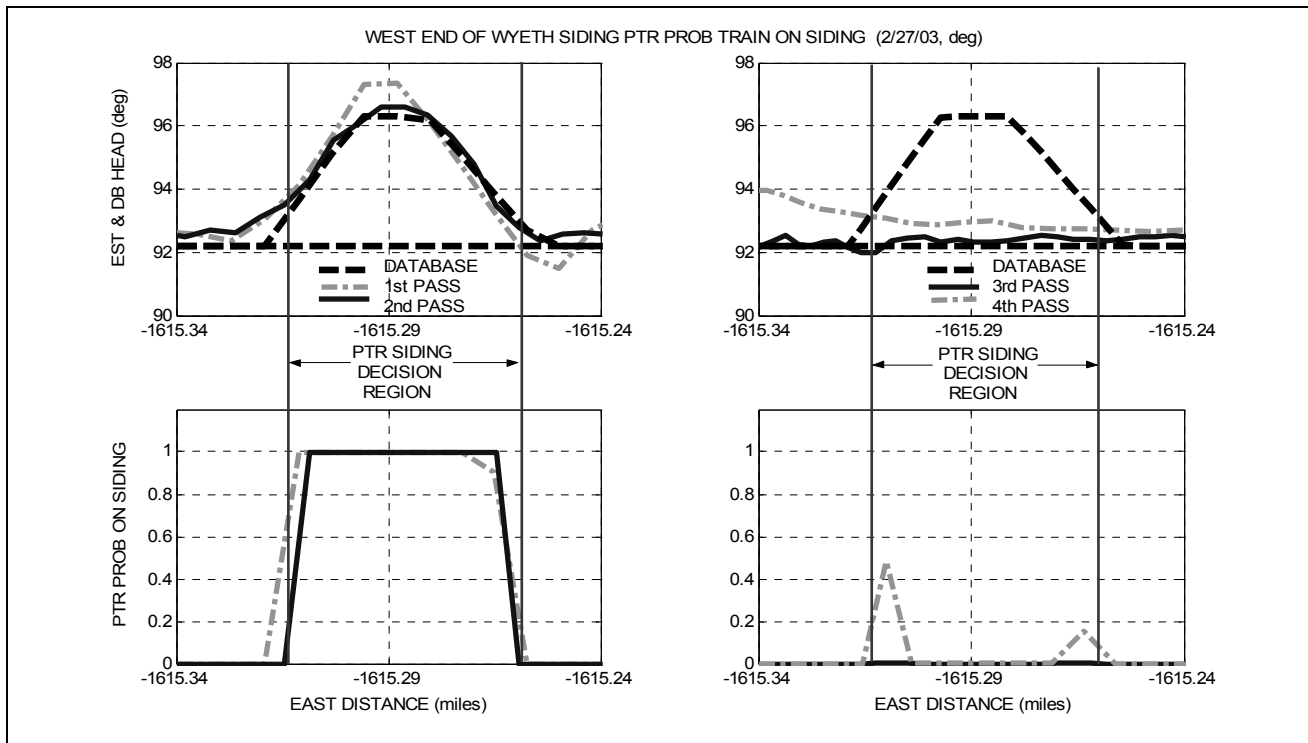 WEST END OF WYETH SIDING PTR PROB TRAIN ON SIDING (2/27/03, deg)
EST & DB HEAD (deg)
98
96
94
92
90
DATABASE
1st PASS
2nd PASS
-1615.34
-1615.29
-1615.24
98
96
94
92
90
DATABASE
3rd PASS
4th PASS
-1615.34
-1615.29
-1615.24
PTR SIDING
DECISION
REGION
PTR SIDING
DECISION
REGION
PTR PROB ON SIDING
1
0.8
0.6
0.4
0.2
0
-1615.34
-1615.29
-1615.24
EAST DISTANCE (miles)
1
0.8
0.6
0.4
0.2
0
-1615.34
-1615.29
-1615.24
EAST DISTANCE (miles)